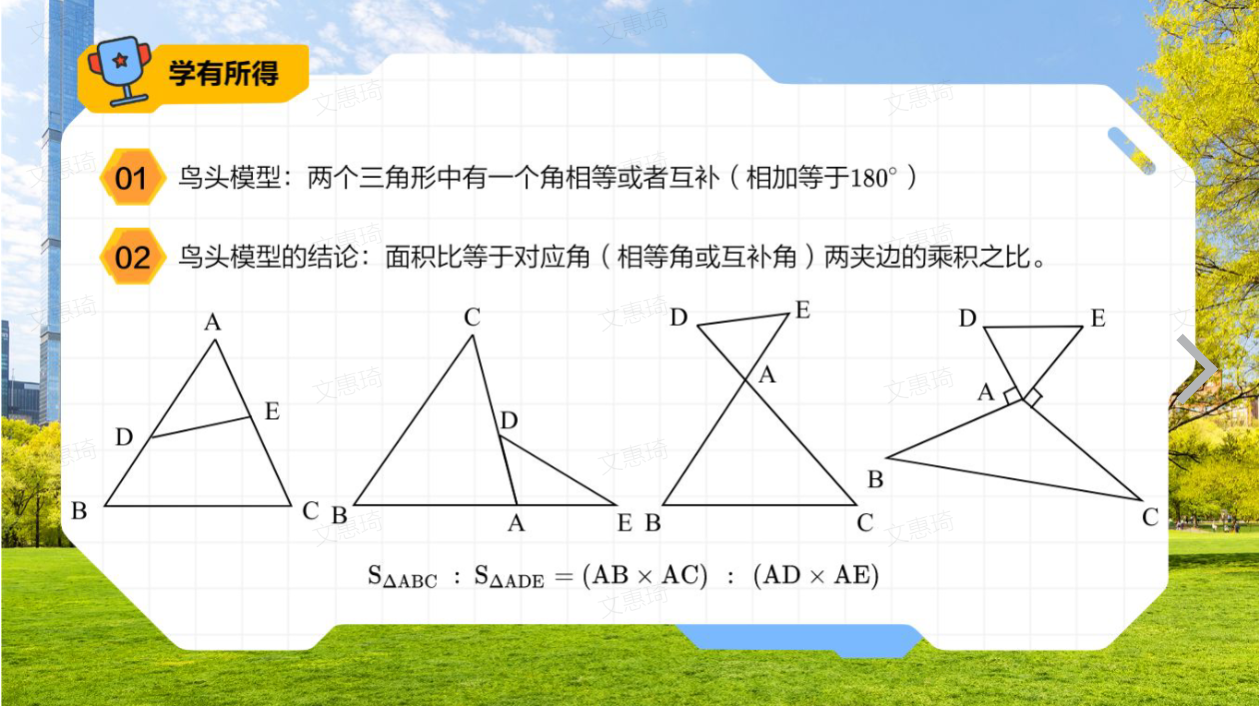 学有所得
01 鸟头模型：两个三角形中有一个角相等或者互补（相加等于180°）
02 鸟头模型的结论：面积比等于对应角（相等角或互补角）两夹边的乘积之比。
A
B
C
D
E
C
D
B
A
E
D
E
A
B
C
D
E
A
B
C
S△ABC : S△ADE = (AB × AC) : (AD × AE)
文惠琦